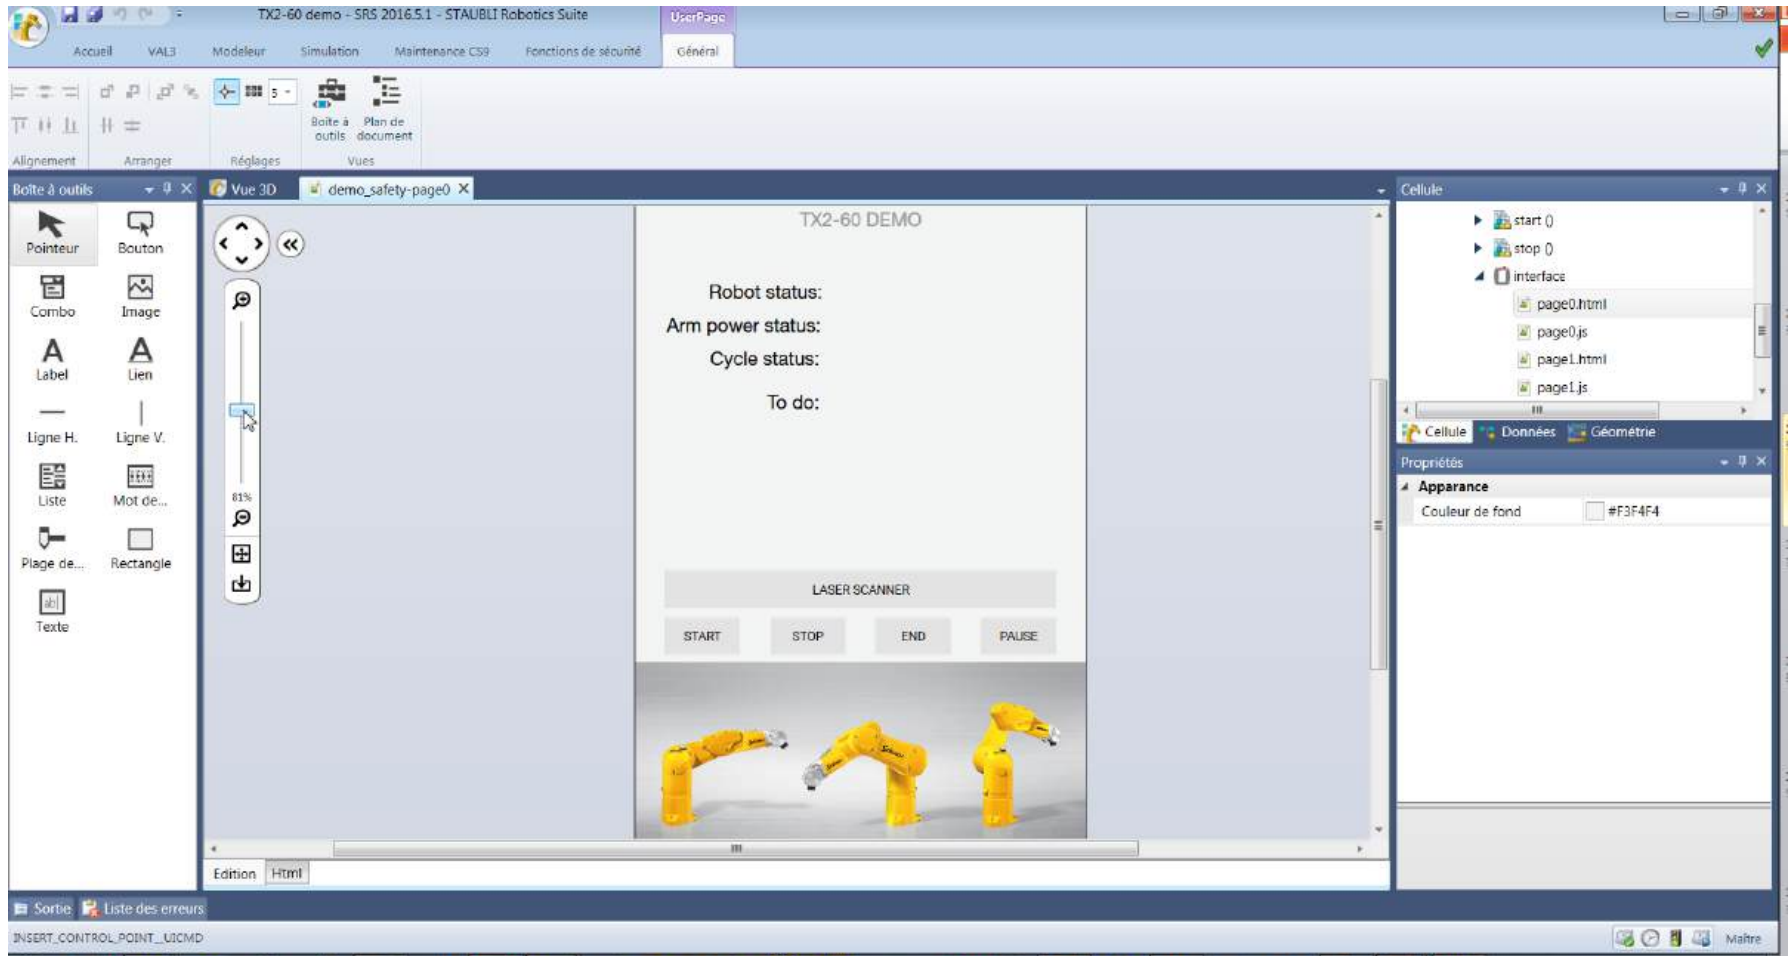 TX2-60 demo - SRS 2016.5.1 - STAUBLI Robotics Suite
UserPage
Accueil VAL3 Modeleur Simulation Maintenance CS9 Fonctions de sécurité Général
5
Boîte à outils
Plan de document
Alignement Arranger Réglages Vues
Boîte à outils
Vue 3D
demo_safety-page0
Cellule
Pointeur Bouton
Combo Image
Label Lien
Ligne H. Ligne V.
Liste Mot de...
Plage de... Rectangle
Texte
81%
TX2-60 DEMO
Robot status:
Arm power status:
Cycle status:
To do:
LASER SCANNER
START STOP END PAUSE
start ()
stop ()
interface
page0.html
page0.js
page1.html
page1.js
Cellule Données Géométrie
Propriétés
Apparance
Couleur de fond #F3F4F4
Edition Html
Sortie Liste des erreurs
INSERT_CONTROL_POINT__UICMD
Maître